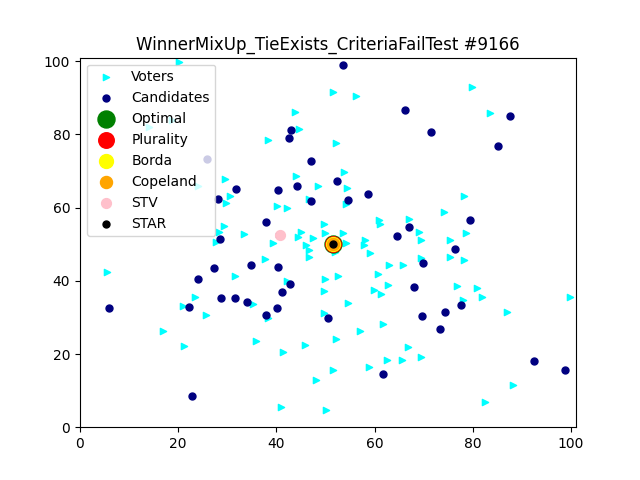 WinnerMixUp_TieExists_CriteriaFailTest #9166
100
80
60
40
20
0
Voters
Candidates
Optimal
Plurality
Borda
Copeland
STV
STAR
0 20 40 60 80 100